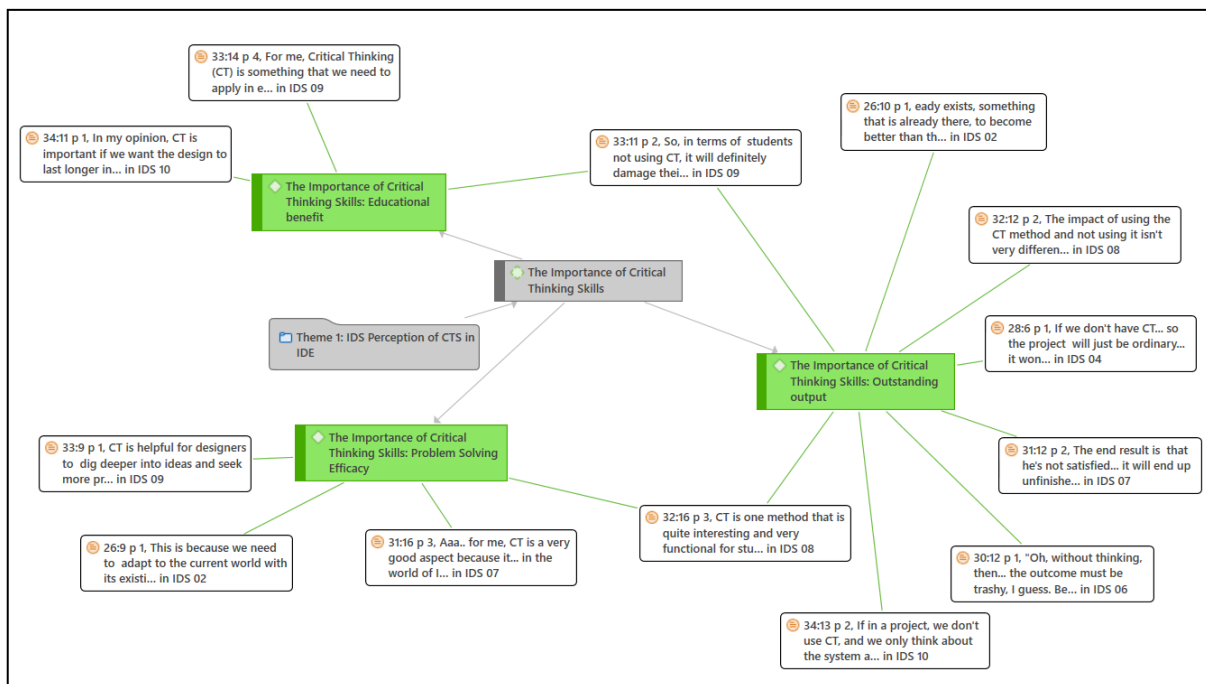 33:14 p 4, For me, Critical Thinking
(CT) is something that we need to
apply in e... in IDS 09
34:11 p 1, In my opinion, CT is
important if we want the design to
last longer in... in IDS 10
33:11 p 2, So, in terms of students
not using CT, it will definitely
damage thei... in IDS 09
26:10 p 1, eady exists, something
that is already there, to become
better than th... in IDS 02
The Importance of Critical
Thinking Skills: Educational
benefit
32:12 p 2, The impact of using the
CT method and not using it isn't
very differen... in IDS 08
The Importance of Critical
Thinking Skills
Theme 1: IDS Perception of CTS in
IDE
28:6 p 1, If we don't have CT... so
the project will just be ordinary...
it won... in IDS 04
The Importance of Critical
Thinking Skills: Outstanding
output
The Importance of Critical
Thinking Skills: Problem Solving
Efficacy
33:9 p 1, CT is helpful for designers
to dig deeper into ideas and seek
more pr... in IDS 09
31:12 p 2, The end result is that
he's not satisfied... it will end up
unfinishe... in IDS 07
26:9 p 1, This is because we need
to adapt to the current world with
its existi... in IDS 02
31:16 p 3, Aaa.. for me, CT is a very
good aspect because it... in the
world of I... in IDS 07
32:16 p 3, CT is one method that is
quite interesting and very
functional for stu... in IDS 08
30:12 p 1, "Oh, without thinking,
then... the outcome must be
trashy, I guess. Be... in IDS 06
34:13 p 2, If in a project, we don't
use CT, and we only think about
the system a... in IDS 10